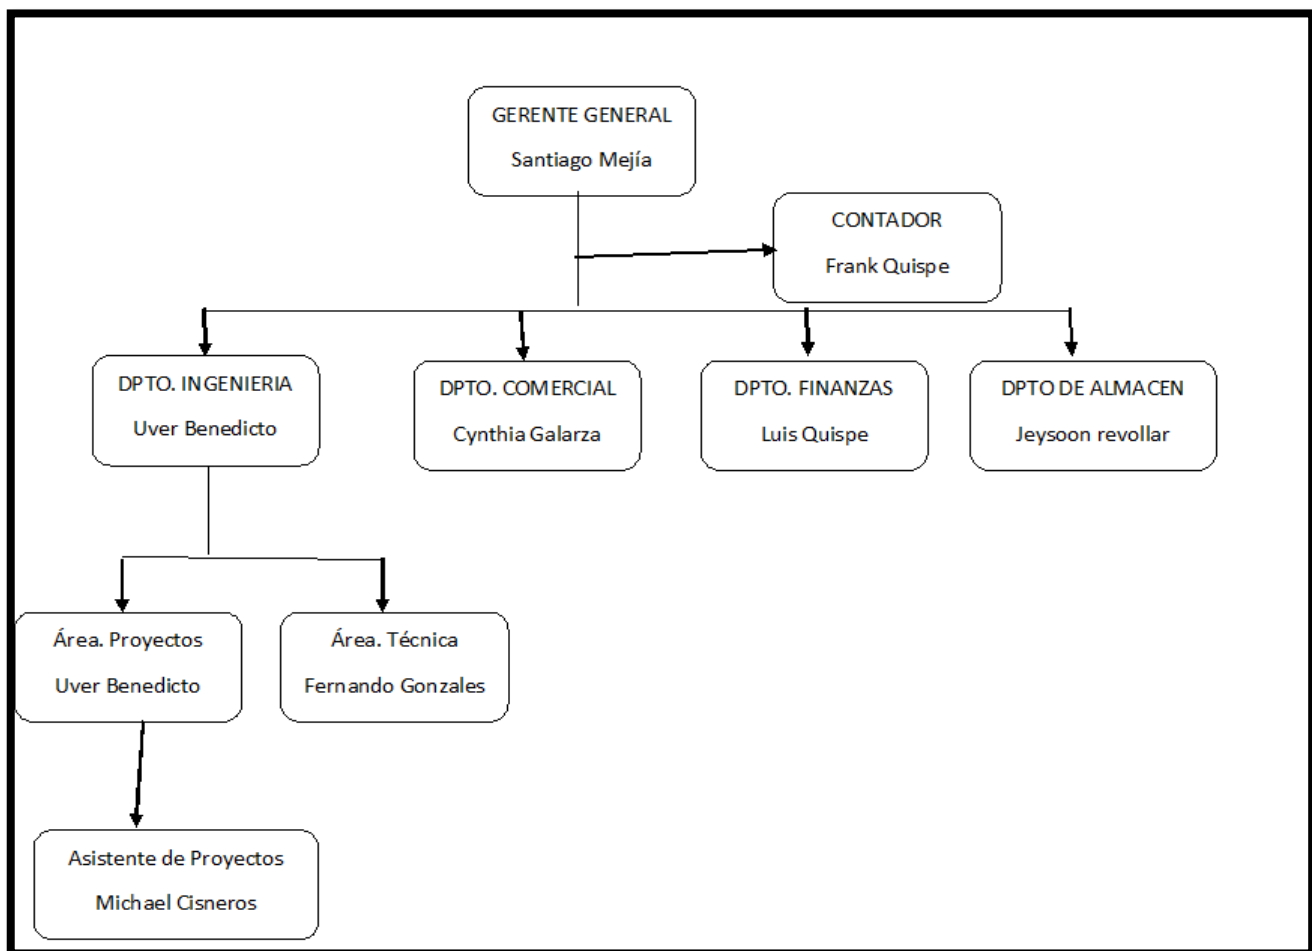 GERENTE GENERAL
Santiago Mejía
CONTADOR
Frank Quispe
DPTO. INGENIERIA
Uver Benedicto
DPTO. COMERCIAL
Cynthia Galarza
DPTO. FINANZAS
Luis Quispe
DPTO DE ALMACEN
Jeysoon revollar
Área. Proyectos
Uver Benedicto
Área. Técnica
Fernando Gonzales
Asistente de Proyectos
Michael Cisneros